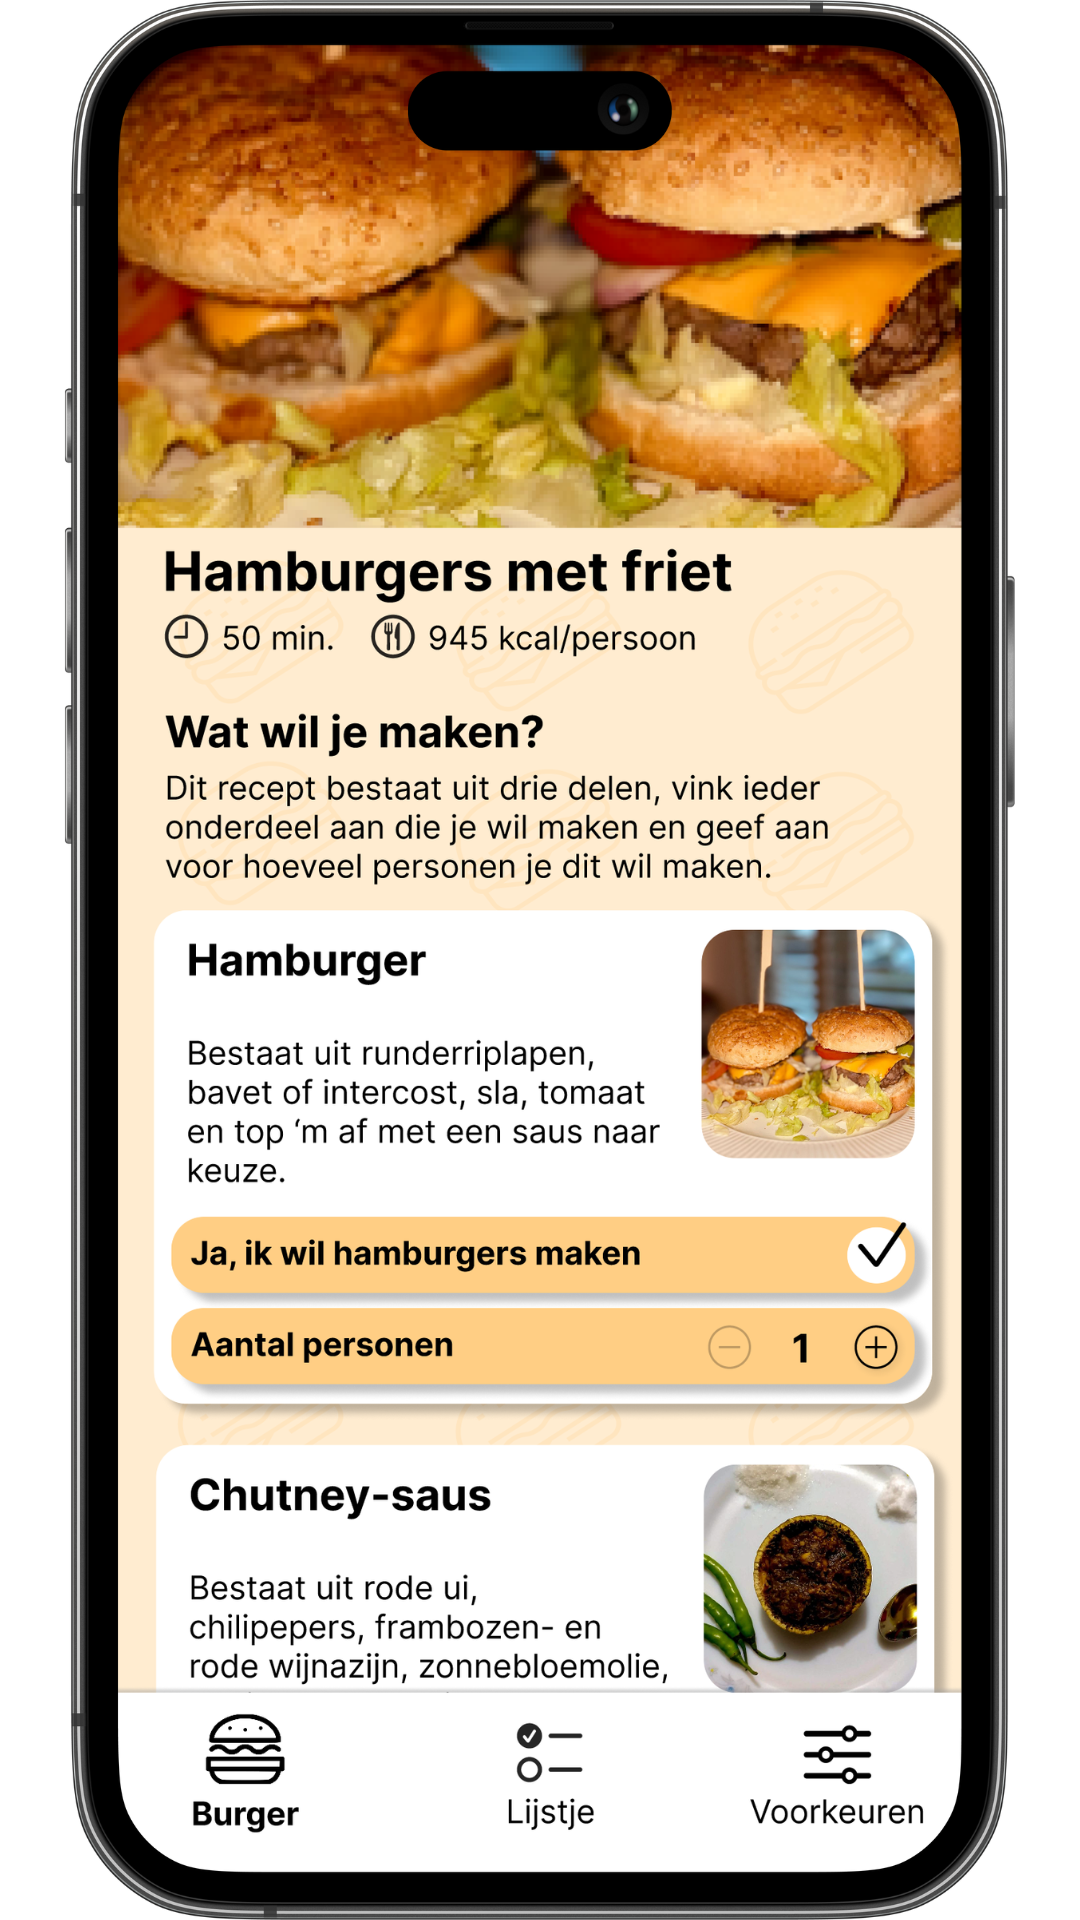 Hamburgers met friet
50 min. 945 kcal/persoon
Wat wil je maken?
Dit recept bestaat uit drie delen, vink ieder
onderdeel aan die je wil maken en geef aan
voor hoeveel personen je dit wil maken.
Hamburger
Bestaat uit runderriplapen,
bavet of intercost, sla, tomaat
en top ‘m af met een saus naar
keuze.
Ja, ik wil hamburgers maken
Aantal personen 1
Chutney-saus
Bestaat uit rode ui,
chilipepers, frambozen- en
rode wijnazijn, zonnebloemolie,
Burger Lijstje Voorkeuren